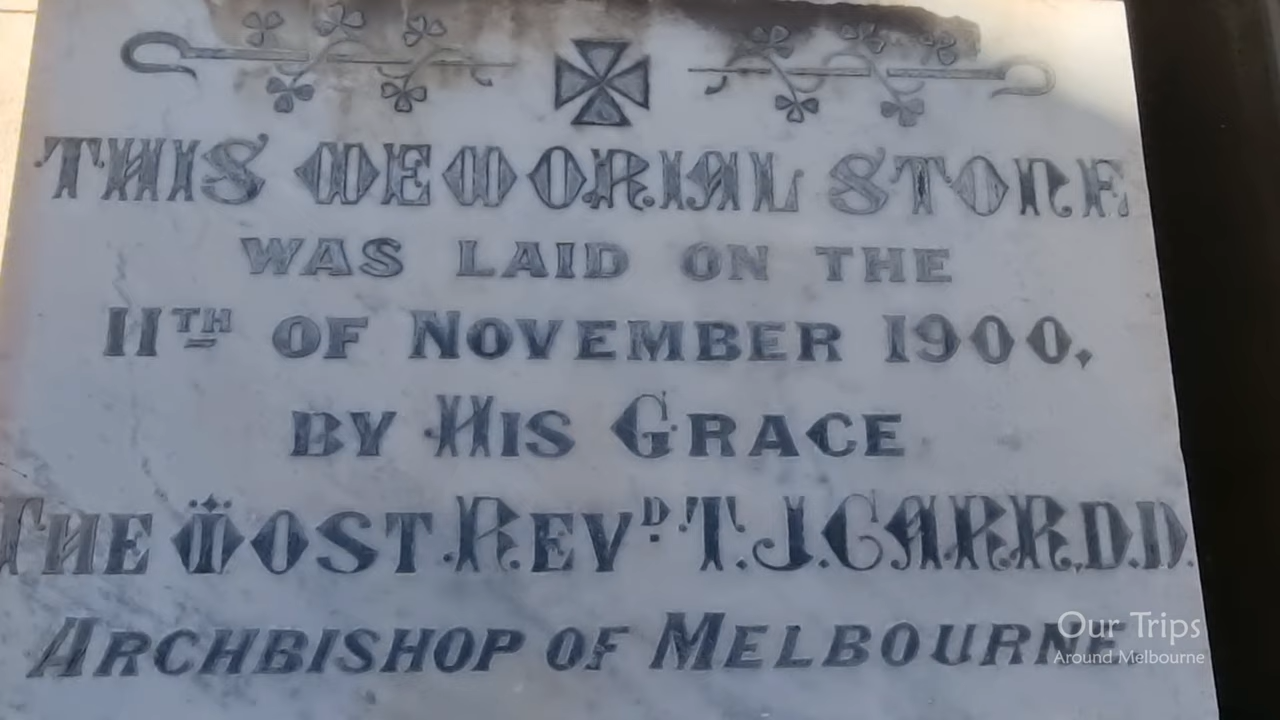 THIS MEMORIAL STONE
WAS LAID ON THE
11TH OF NOVEMBER 1900.
BY HIS GRACE
THE MOST REVD. T. J. CARR, D.D.
ARCHBISHOP OF MELBOURNE
Our Trips
Around Melbourne